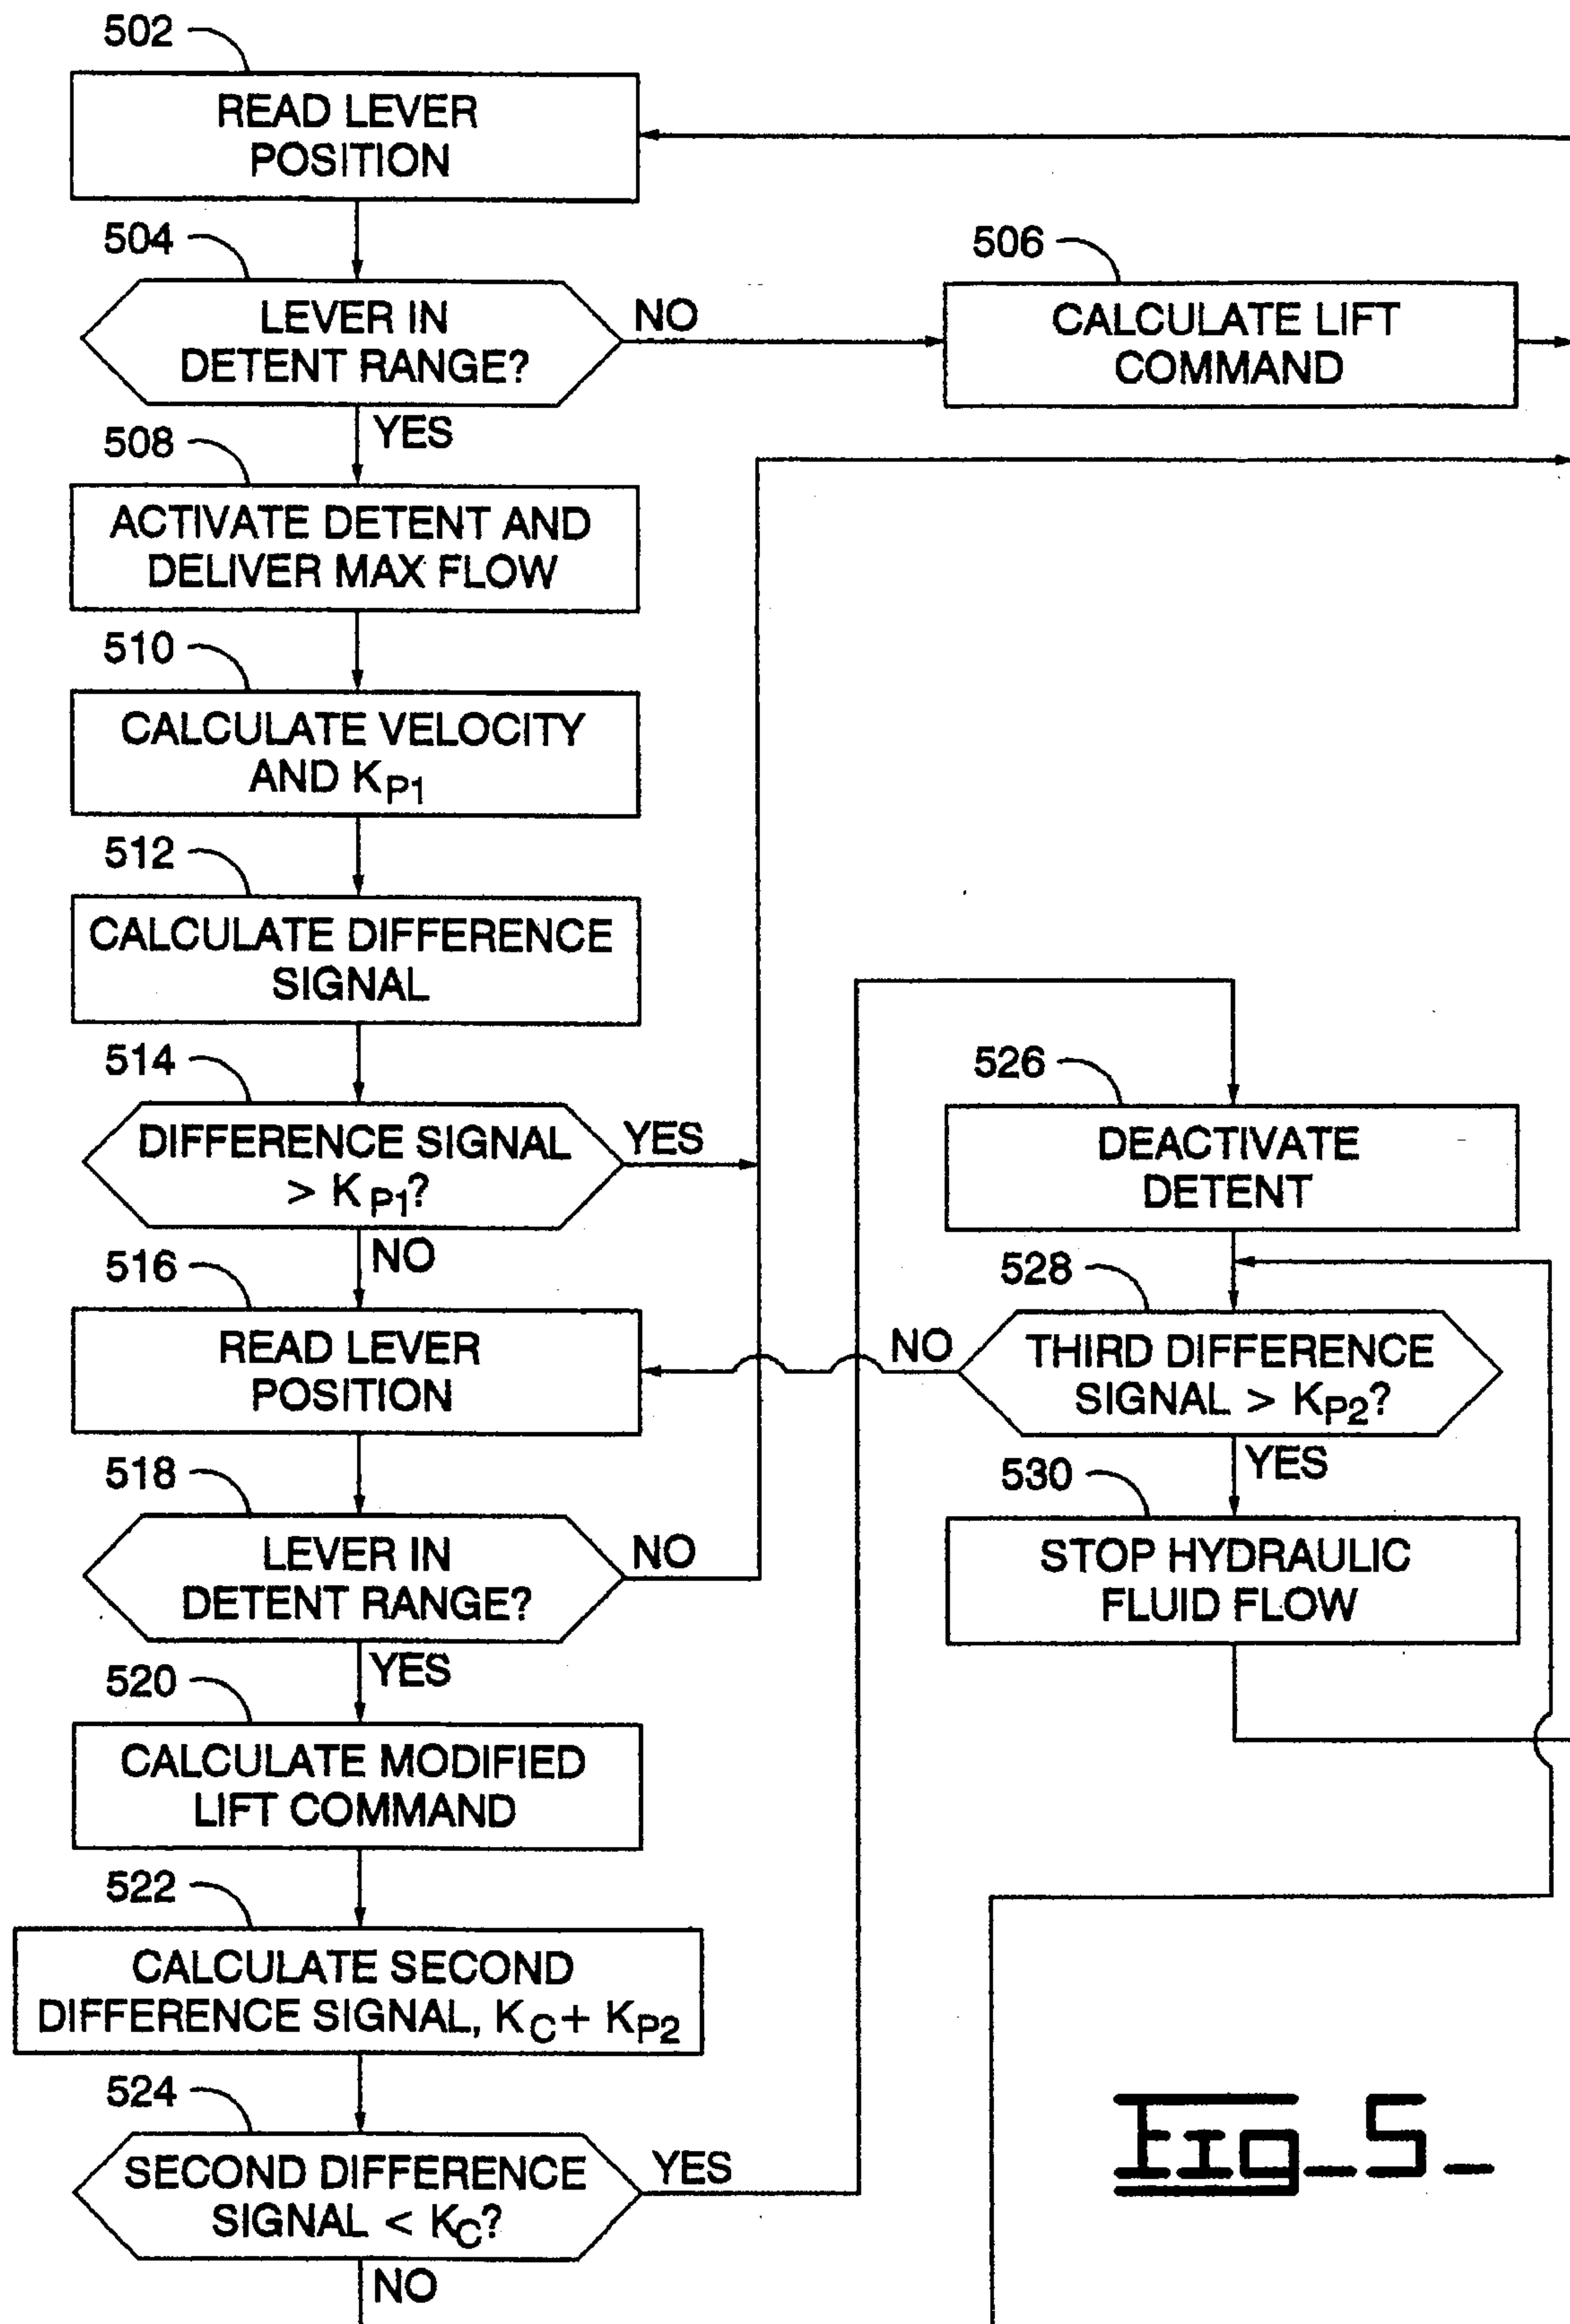 502
READ LEVER
POSITION
504
LEVER IN
DETENT RANGE?
NO
YES
506
CALCULATE LIFT
COMMAND
508
ACTIVATE DETENT AND
DELIVER MAX FLOW
510
CALCULATE VELOCITY
AND KP1
512
CALCULATE DIFFERENCE
SIGNAL
514
DIFFERENCE SIGNAL
> KP1?
YES
NO
516
READ LEVER
POSITION
518
LEVER IN
DETENT RANGE?
NO
YES
520
CALCULATE MODIFIED
LIFT COMMAND
522
CALCULATE SECOND
DIFFERENCE SIGNAL, KC + KP2
524
SECOND DIFFERENCE
SIGNAL < KC?
YES
NO
526
DEACTIVATE
DETENT
528
THIRD DIFFERENCE
SIGNAL > KP2?
NO
YES
530
STOP HYDRAULIC
FLUID FLOW
Fig_5_